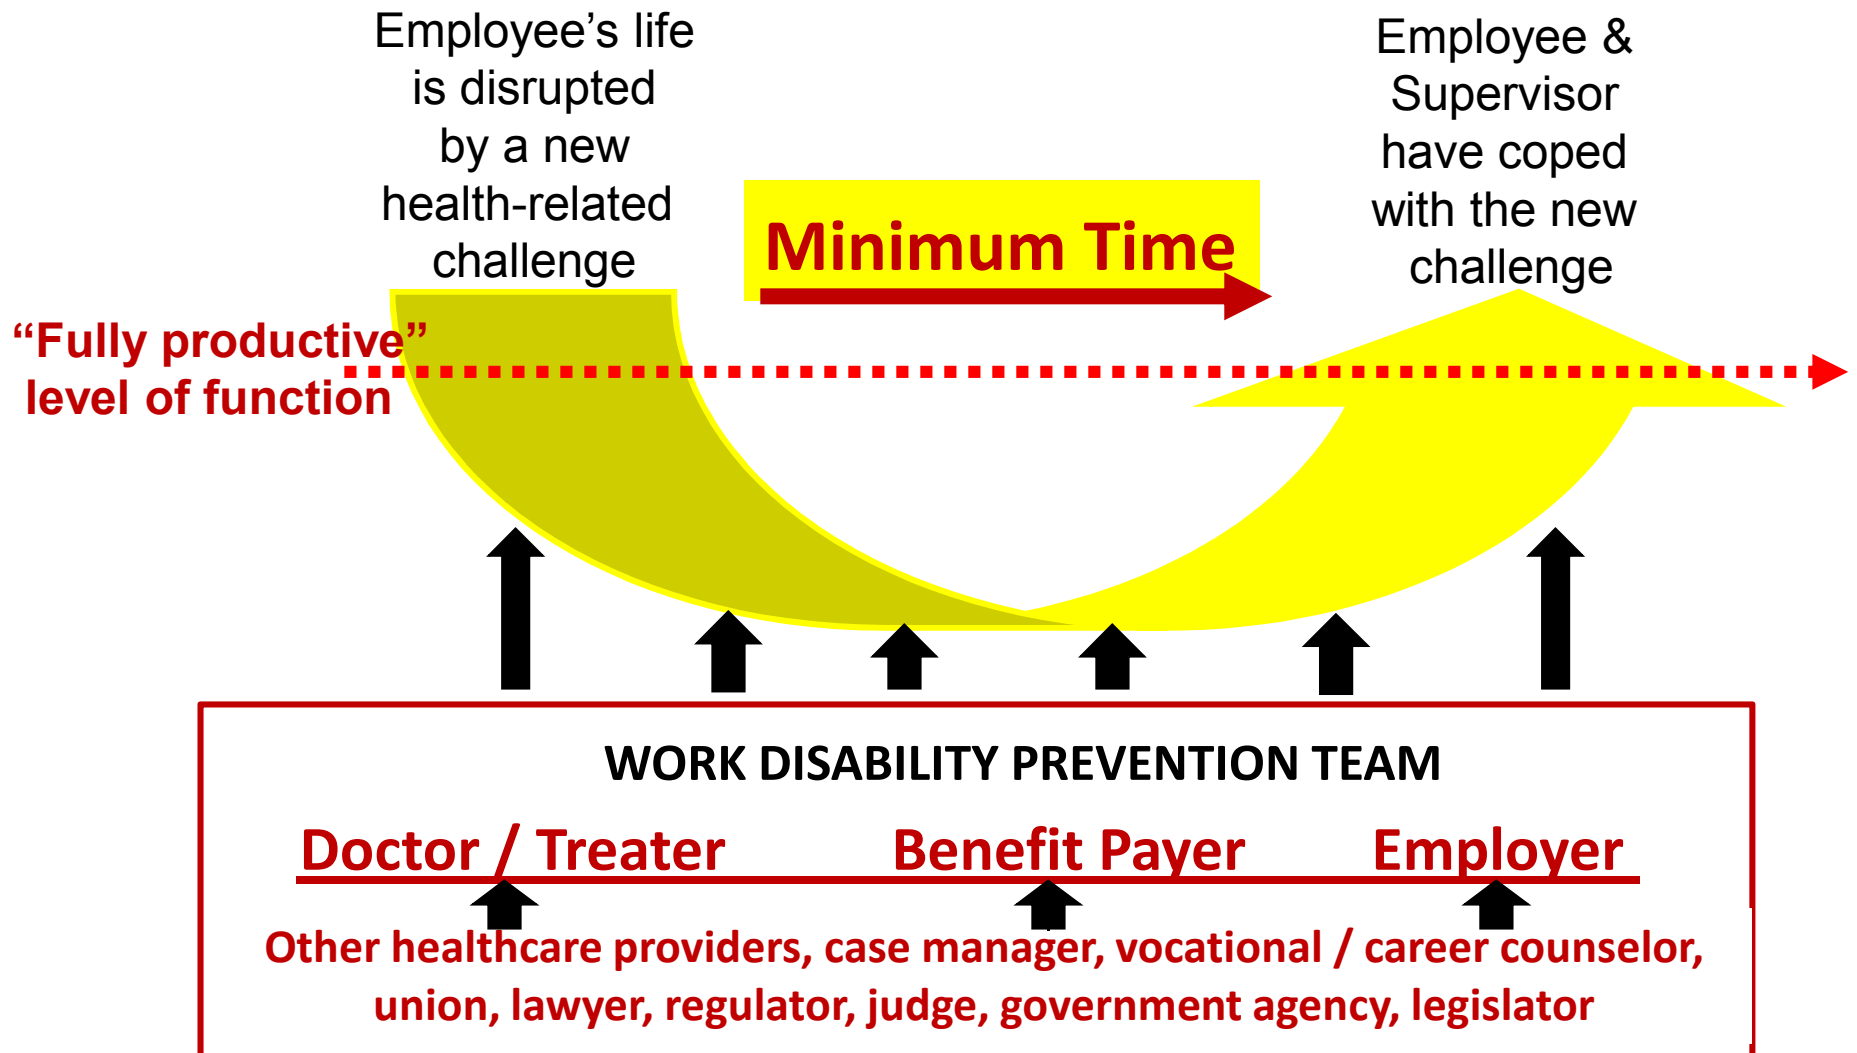 Employee’s life
is disrupted
by a new
health-related
challenge
Employee &
Supervisor
have coped
with the new
challenge
Minimum Time
“Fully productive”
level of function
WORK DISABILITY PREVENTION TEAM
Doctor / Treater
Benefit Payer
Employer
Other healthcare providers, case manager, vocational / career counselor,
union, lawyer, regulator, judge, government agency, legislator